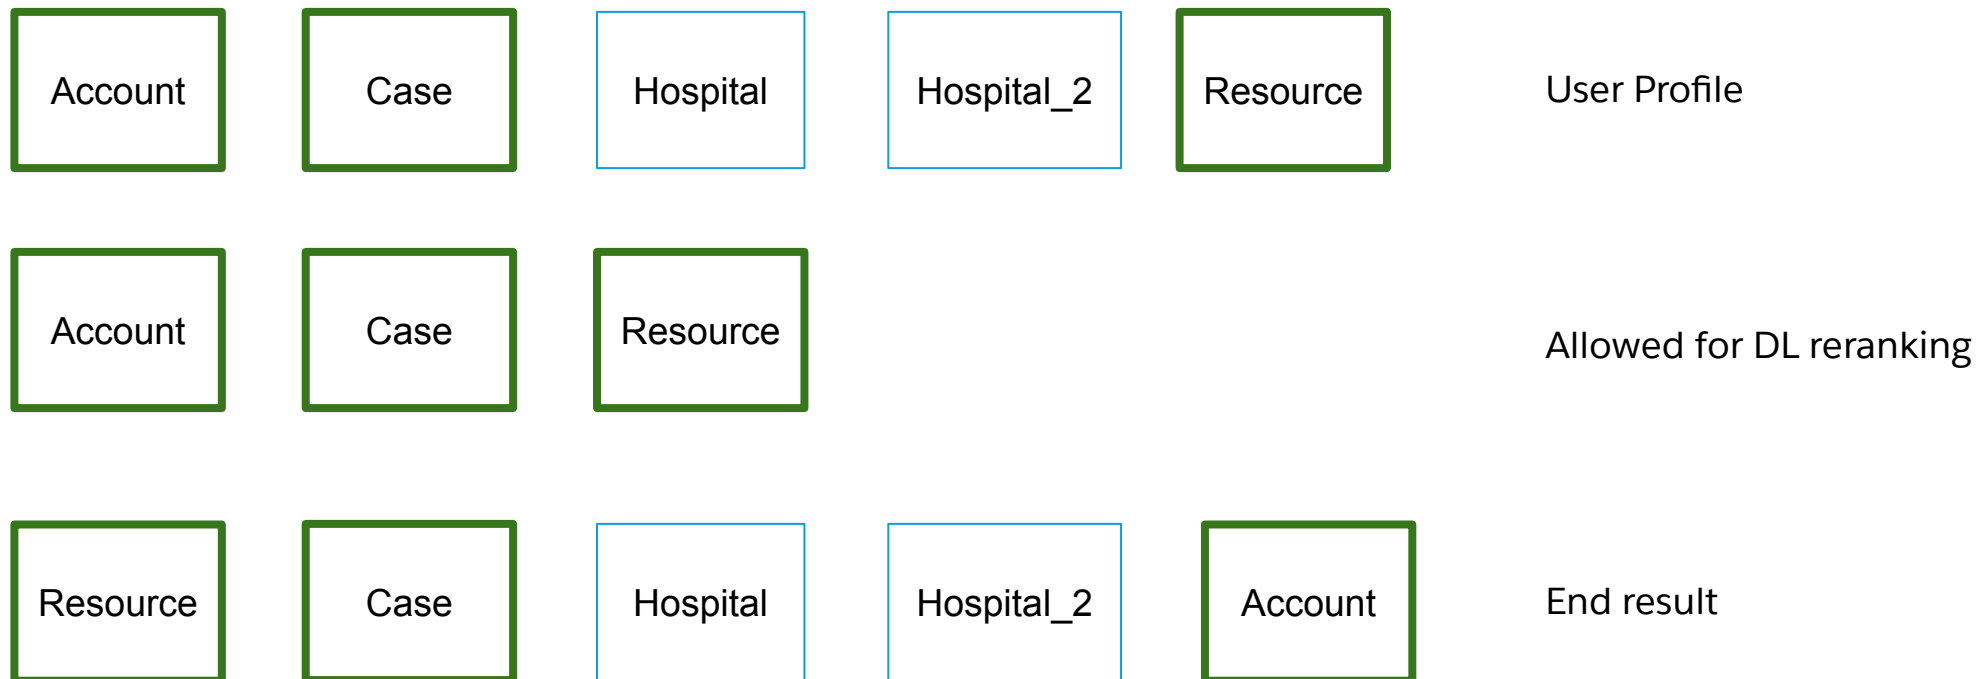 Account Case Hospital Hospital_2 Resource User Profile
Account Case Resource Allowed for DL reranking
Resource Case Hospital Hospital_2 Account End result